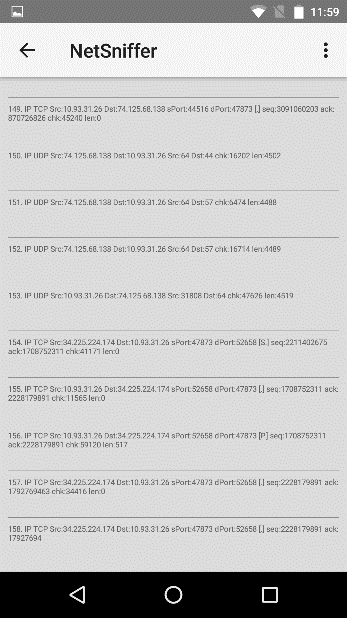 11:59
NetSniffer
149. IP TCP Src:10.93.31.26 Dst:74.125.68.138 sPort:44516 dPort:47873 [.] seq:3091060203 ack:
870726826 chk:45240 len:0
150. IP UDP Src:74.125.68.138 Dst:10.93.31.26 Src:64 Dst:44 chk:16202 len:4502
151. IP UDP Src:74.125.68.138 Dst:10.93.31.26 Src:64 Dst:57 chk:6474 len:4488
152. IP UDP Src:74.125.68.138 Dst:10.93.31.26 Src:64 Dst:57 chk:16714 len:4489
153. IP UDP Src:10.93.31.26 Dst:74.125.68.138 Src:31808 Dst:64 chk:47626 len:4519
154. IP TCP Src:34.225.224.174 Dst:10.93.31.26 sPort:47873 dPort:52658 [S.] seq:2211402675
ack:1708752311 chk:41171 len:0
155. IP TCP Src:10.93.31.26 Dst:34.225.224.174 sPort:52658 dPort:47873 [.] seq:1708752311 ack:
2228179891 chk:11565 len:0
156. IP TCP Src:10.93.31.26 Dst:34.225.224.174 sPort:52658 dPort:47873 [P] seq:1708752311
ack:2228179891 chk:59120 len:517
157. IP TCP Src:34.225.224.174 Dst:10.93.31.26 sPort:47873 dPort:52658 [.] seq:2228179891 ack:
1792769463 chk:34416 len:0
158. IP TCP Src:34.225.224.174 Dst:10.93.31.26 sPort:47873 dPort:52658 [.] seq:2228179891 ack:
17927694